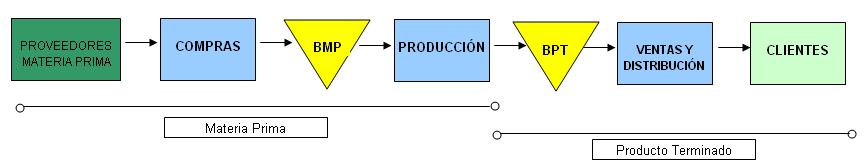 PROVEEDORES
MATERIA PRIMA
COMPRAS
BMP
PRODUCCIÓN
BPT
VENTAS Y
DISTRIBUCIÓN
CLIENTES
Materia Prima
Producto Terminado